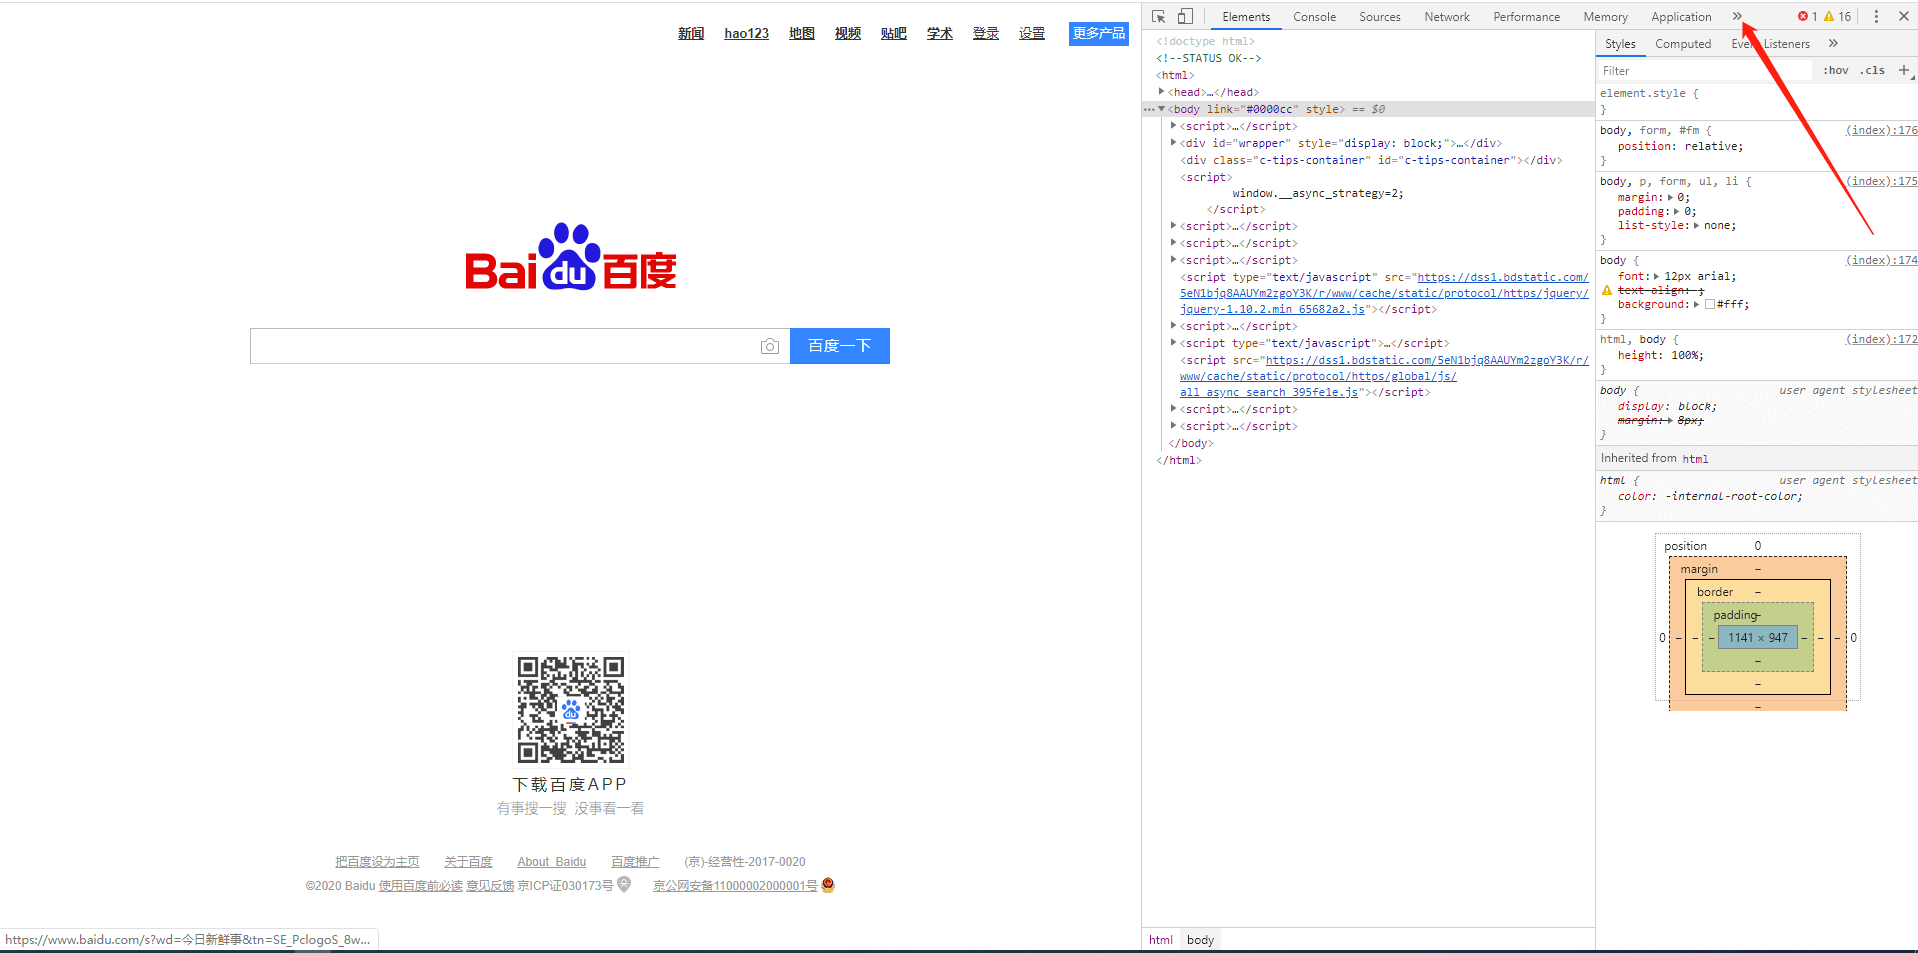 新闻 hao123 地图 视频 贴吧 学术 登录 设置 更多产品
Bai du 百度
百度一下
du
下载百度APP
有事搜一搜 没事看一看
把百度设为主页 关于百度 About Baidu 百度推广 (京)-经营性-2017-0020
©2020 Baidu 使用百度前必读 意见反馈 京ICP证030173号 京公网安备11000002000001号
https://www.baidu.com/s?wd=今日新鲜事&tn=SE_PclogoS_8w...
Elements Console Sources Network Performance Memory Application » 1 16
<!doctype html>
<!--STATUS OK-->
<html>
<head>…</head>
<body link="#0000cc" style> == $0
<script>…</script>
<div id="wrapper" style="display: block;">…</div>
<div class="c-tips-container" id="c-tips-container"></div>
<script>
window.__async_strategy=2;
</script>
<script>…</script>
<script>…</script>
<script>…</script>
<script type="text/javascript" src="https://dss1.bdstatic.com/
5eN1bjq8AAUYm2zgoY3K/r/www/cache/static/protocol/https/jquery/
jquery-1.10.2.min_65682a2.js"></script>
<script>…</script>
<script type="text/javascript">…</script>
<script src="https://dss1.bdstatic.com/5eN1bjq8AAUYm2zgoY3K/r/
www/cache/static/protocol/https/global/js/
all_async_search_395fe1e.js"></script>
<script>…</script>
<script>…</script>
</body>
</html>
html body
Styles Computed Listeners »
Filter :hov .cls +
element.style {
}
body, form, #fm { (index):176
position: relative;
}
body, p, form, ul, li { (index):175
margin: 0;
padding: 0;
list-style: none;
}
body { (index):174
font: 12px arial;
text-align: ;
background: #fff;
}
html, body { (index):172
height: 100%;
}
body { user agent stylesheet
display: block;
margin: 8px;
}
Inherited from html
html { user agent stylesheet
color: -internal-root-color;
}
position 0
margin –
border –
padding –
0 – – – 1141 × 947 – – – 0
–
–
–